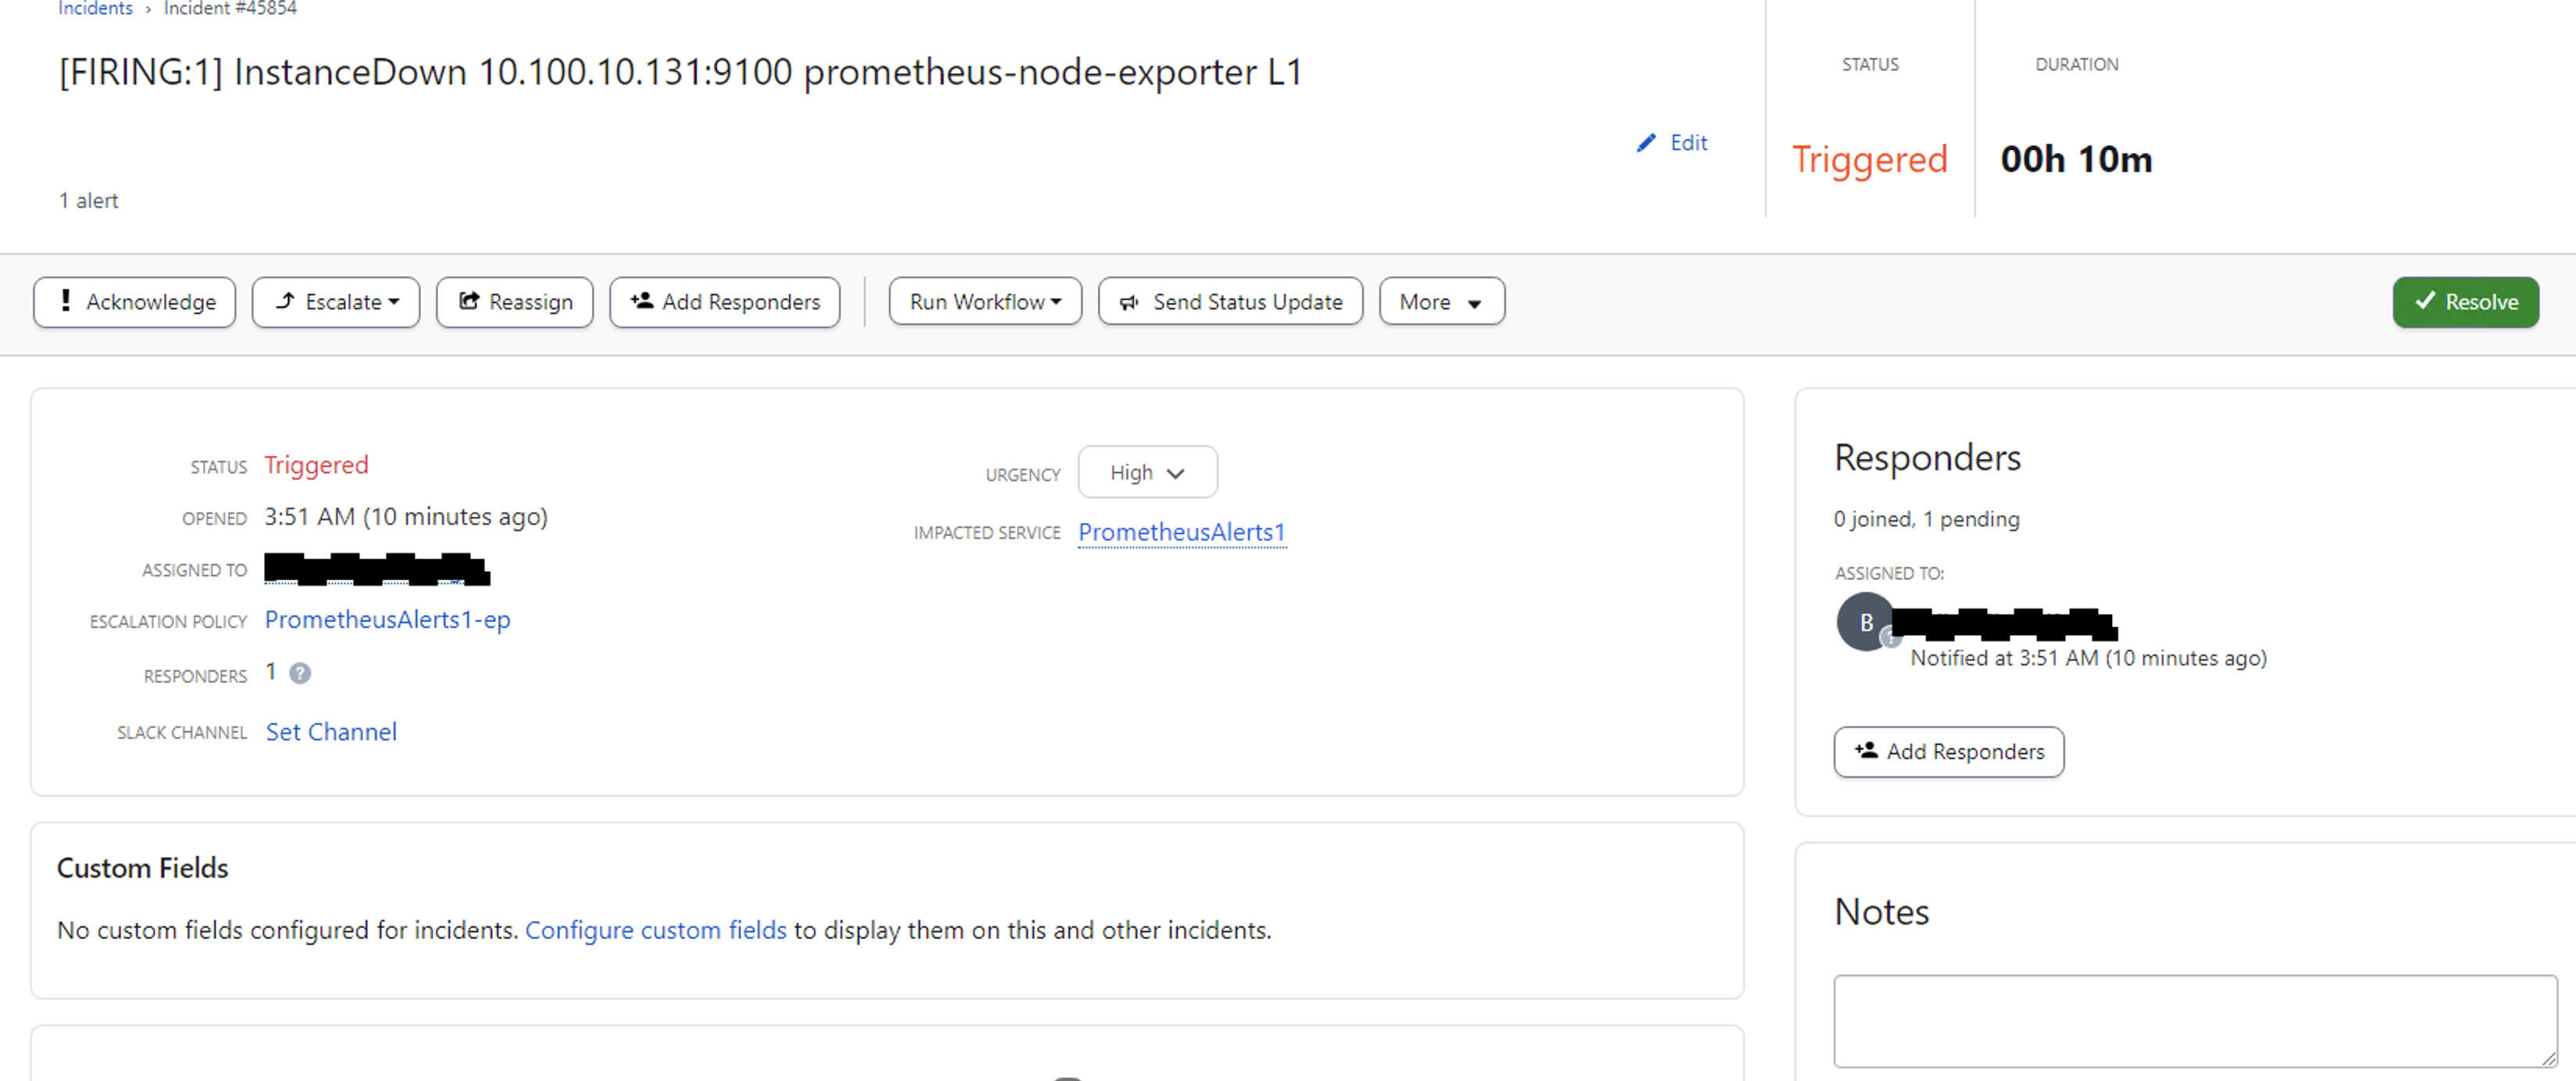 Incidents › Incident #45854
[FIRING:1] InstanceDown 10.100.10.131:9100 prometheus-node-exporter L1
Edit
1 alert
STATUS
Triggered
DURATION
00h 10m
! Acknowledge
Escalate
Reassign
Add Responders
Run Workflow
Send Status Update
More
Resolve
STATUS Triggered
OPENED 3:51 AM (10 minutes ago)
ASSIGNED TO
ESCALATION POLICY PrometheusAlerts1-ep
RESPONDERS 1 ?
SLACK CHANNEL Set Channel
URGENCY High
IMPACTED SERVICE PrometheusAlerts1
Custom Fields
No custom fields configured for incidents. Configure custom fields to display them on this and other incidents.
Responders
0 joined, 1 pending
ASSIGNED TO:
B
Notified at 3:51 AM (10 minutes ago)
Add Responders
Notes